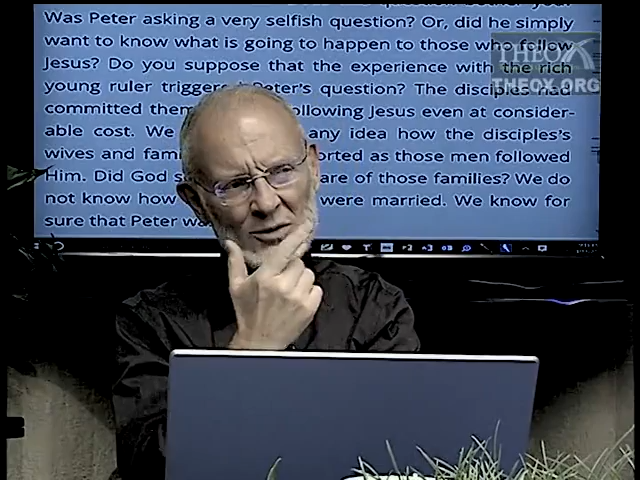 Was Peter asking a very selfish question? Or, did he simply
want to know what is going to happen to those who follow
Jesus? Do you suppose that the experience with the rich
young ruler triggers Peter's question? The disciples had
committed them following Jesus even at consider-
able cost. We any idea how the disciples's
wives and fami orted as those men followed
Him. Did God s are of those families? We do
not know how were married. We know for
sure that Peter wa
THEOX
THEOX.ORG